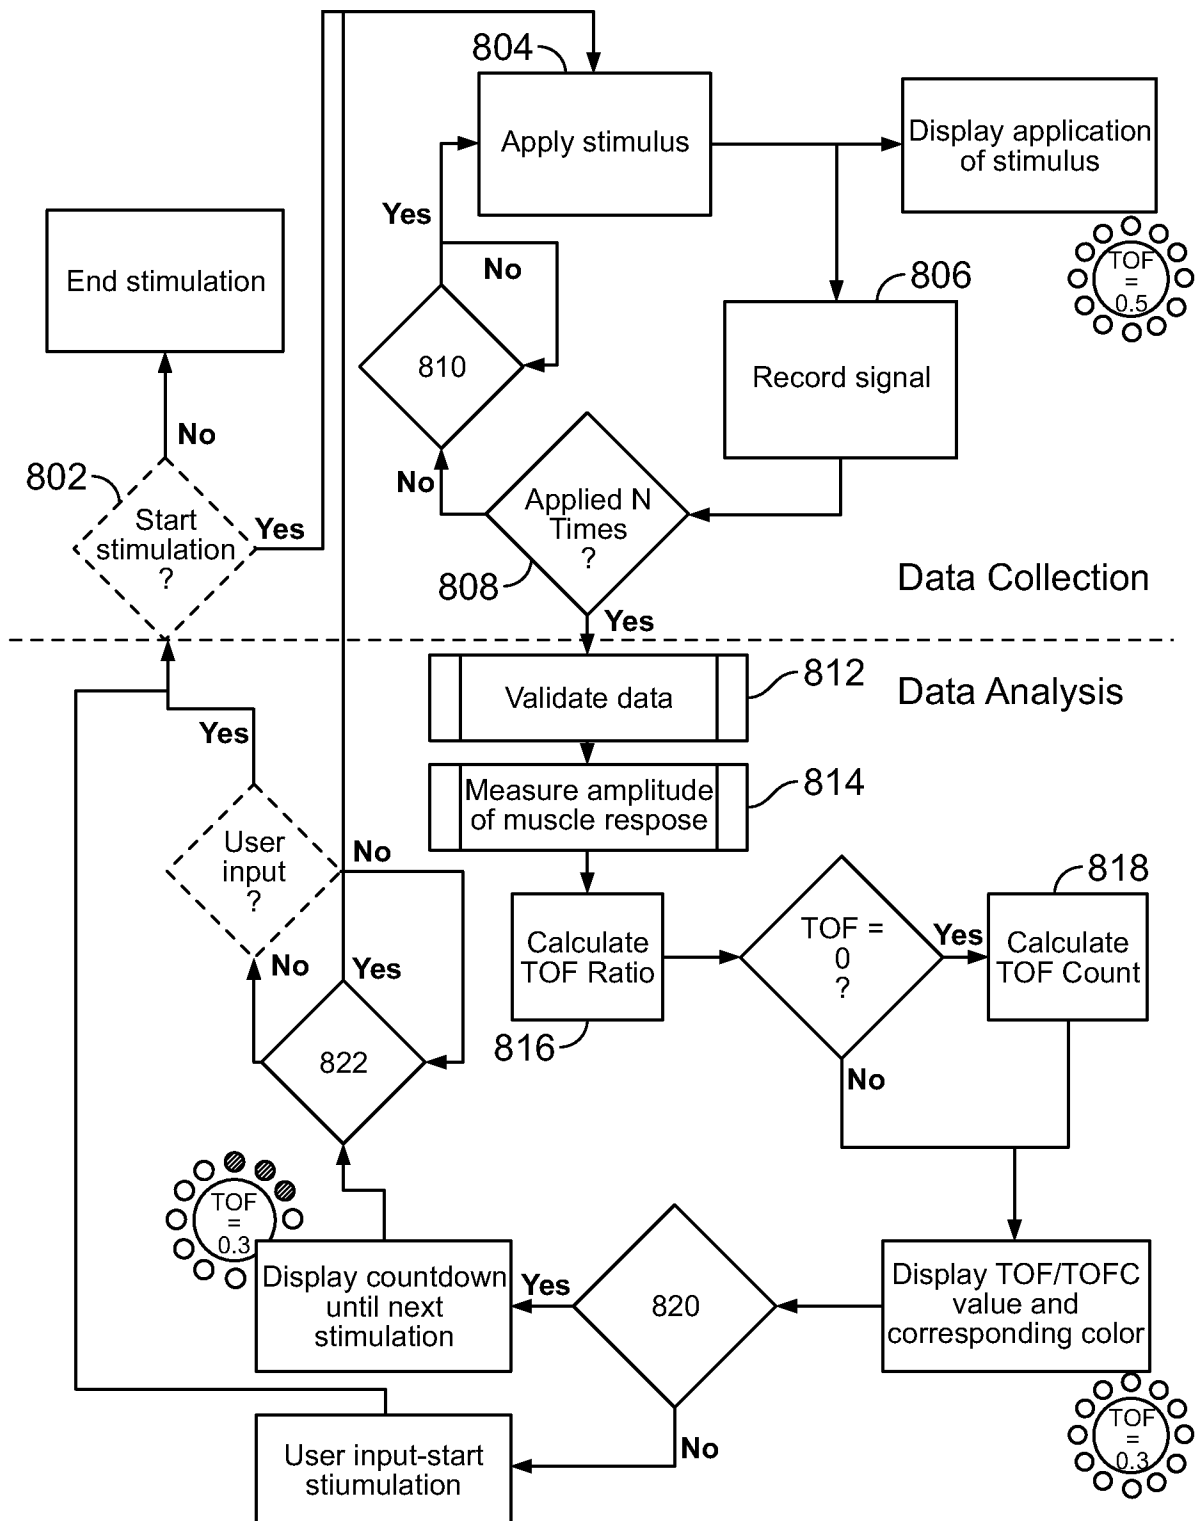 804
Apply stimulus
Display application
of stimulus
TOF
=
0.5
Yes
No
End stimulation
806
810
Record signal
No
802
No
Applied N
Times
?
Start
stimulation
?
Yes
808
Data Collection
Yes
812
Validate data
Data Analysis
Yes
814
Measure amplitude
of muscle respose
User
input
?
No
818
TOF =
0
?
Yes
Calculate
TOF Ratio
Calculate
TOF Count
No
Yes
816
822
No
TOF
=
0.3
Display countdown
until next
stimulation
Yes
820
Display TOF/TOFC
value and
corresponding color
TOF
=
0.3
No
User input-start
stiumulation